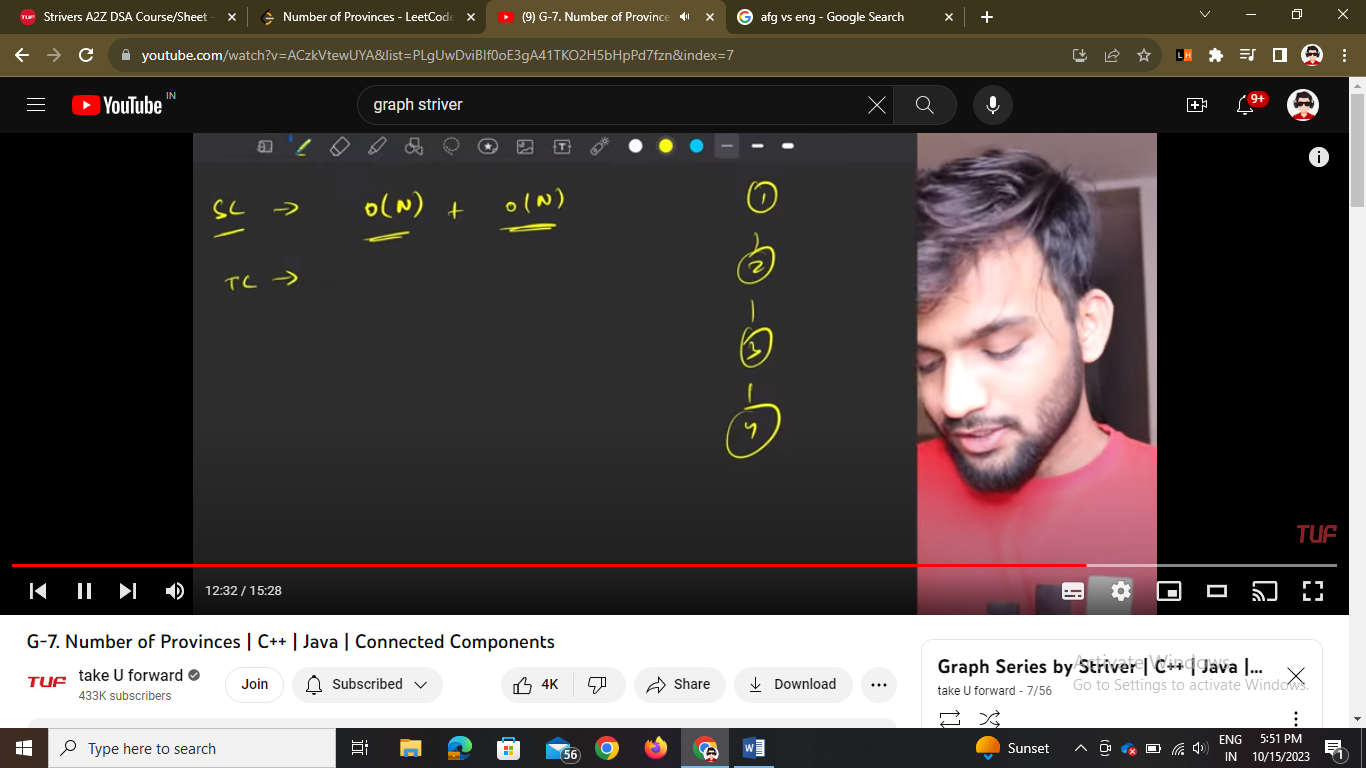 Strivers A2Z DSA Course/Sheet -
Number of Provinces - LeetCode
(9) G-7. Number of Province
afg vs eng - Google Search
youtube.com/watch?v=ACzkVtewUYA&list=PLgUwDviBIf0oE3gA41TKO2H5bHpPd7fzn&index=7
YouTube IN
graph striver
9+
SC → O(N) + O(N)
TC →
1
2
3
4
TUF
12:32 / 15:28
G-7. Number of Provinces | C++ | Java | Connected Components
TUF
take U forward
433K subscribers
Join
Subscribed
4K
Share
Download
Graph Series by Striver | C++ | Java |...
take U forward - 7/56
Activate Windows
Go to Settings to activate Windows.
Type here to search
56
Sunset
ENG
IN
5:51 PM
10/15/2023
1